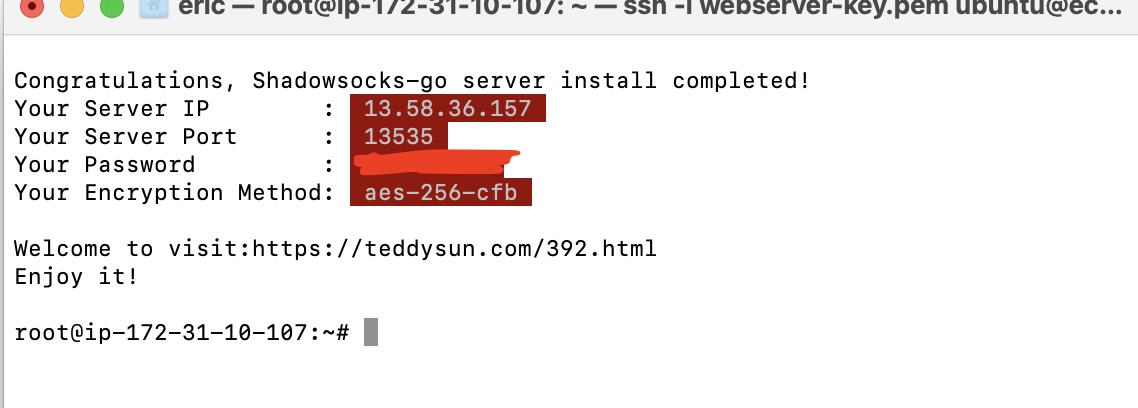 eric — root@ip-172-31-10-107: ~ — ssh -i webserver-key.pem ubuntu@ec...
Congratulations, Shadowsocks-go server install completed!
Your Server IP        :  13.58.36.157
Your Server Port      :  13535
Your Password         :
Your Encryption Method:  aes-256-cfb
Welcome to visit:https://teddysun.com/392.html
Enjoy it!
root@ip-172-31-10-107:~#